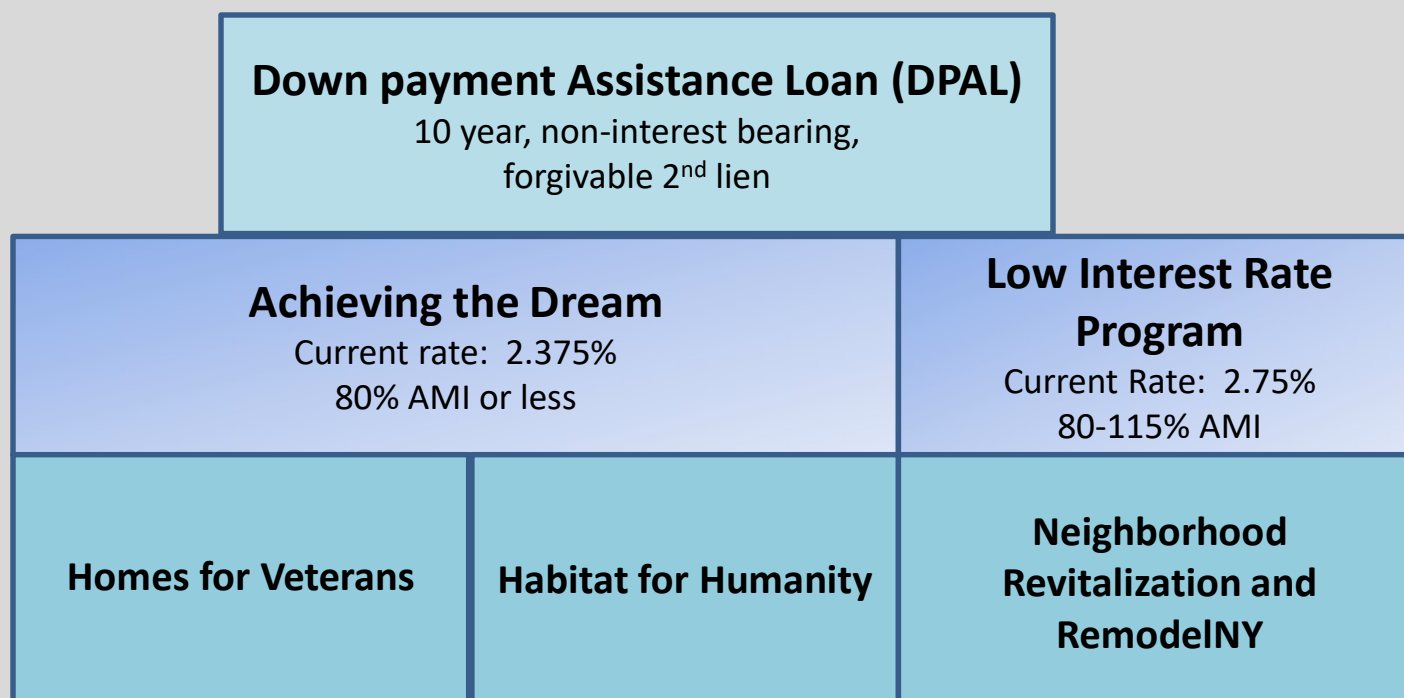 Down payment Assistance Loan (DPAL)
10 year, non-interest bearing,
forgivable 2nd lien
Achieving the Dream
Current rate: 2.375%
80% AMI or less
Low Interest Rate
Program
Current Rate: 2.75%
80-115% AMI
Homes for Veterans
Habitat for Humanity
Neighborhood
Revitalization and
RemodelNY